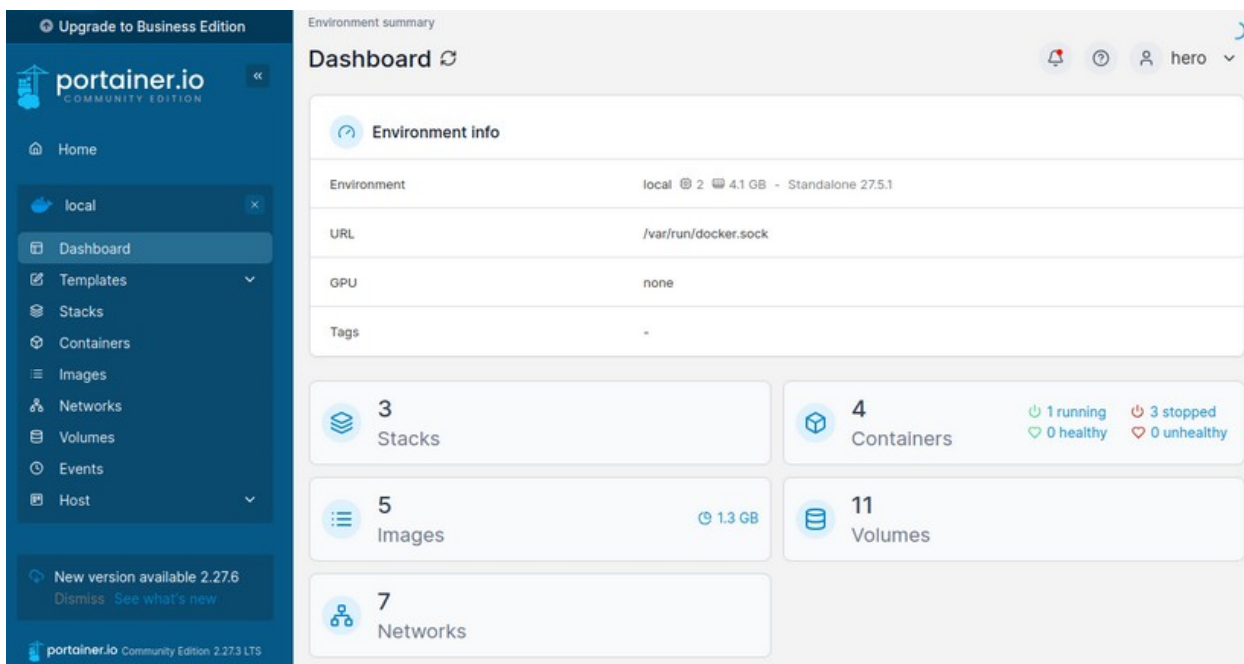 Upgrade to Business Edition
portainer.io
COMMUNITY EDITION
Home
local
Dashboard
Templates
Stacks
Containers
Images
Networks
Volumes
Events
Host
New version available 2.27.6
Dismiss See what's new
portainer.io Community Edition 2.27.3 LTS
Environment summary
Dashboard
hero
Environment info
Environment local 2 4.1 GB - Standalone 27.5.1
URL /var/run/docker.sock
GPU none
Tags -
3
Stacks
4
Containers
1 running 3 stopped
0 healthy 0 unhealthy
5
Images
1.3 GB
11
Volumes
7
Networks